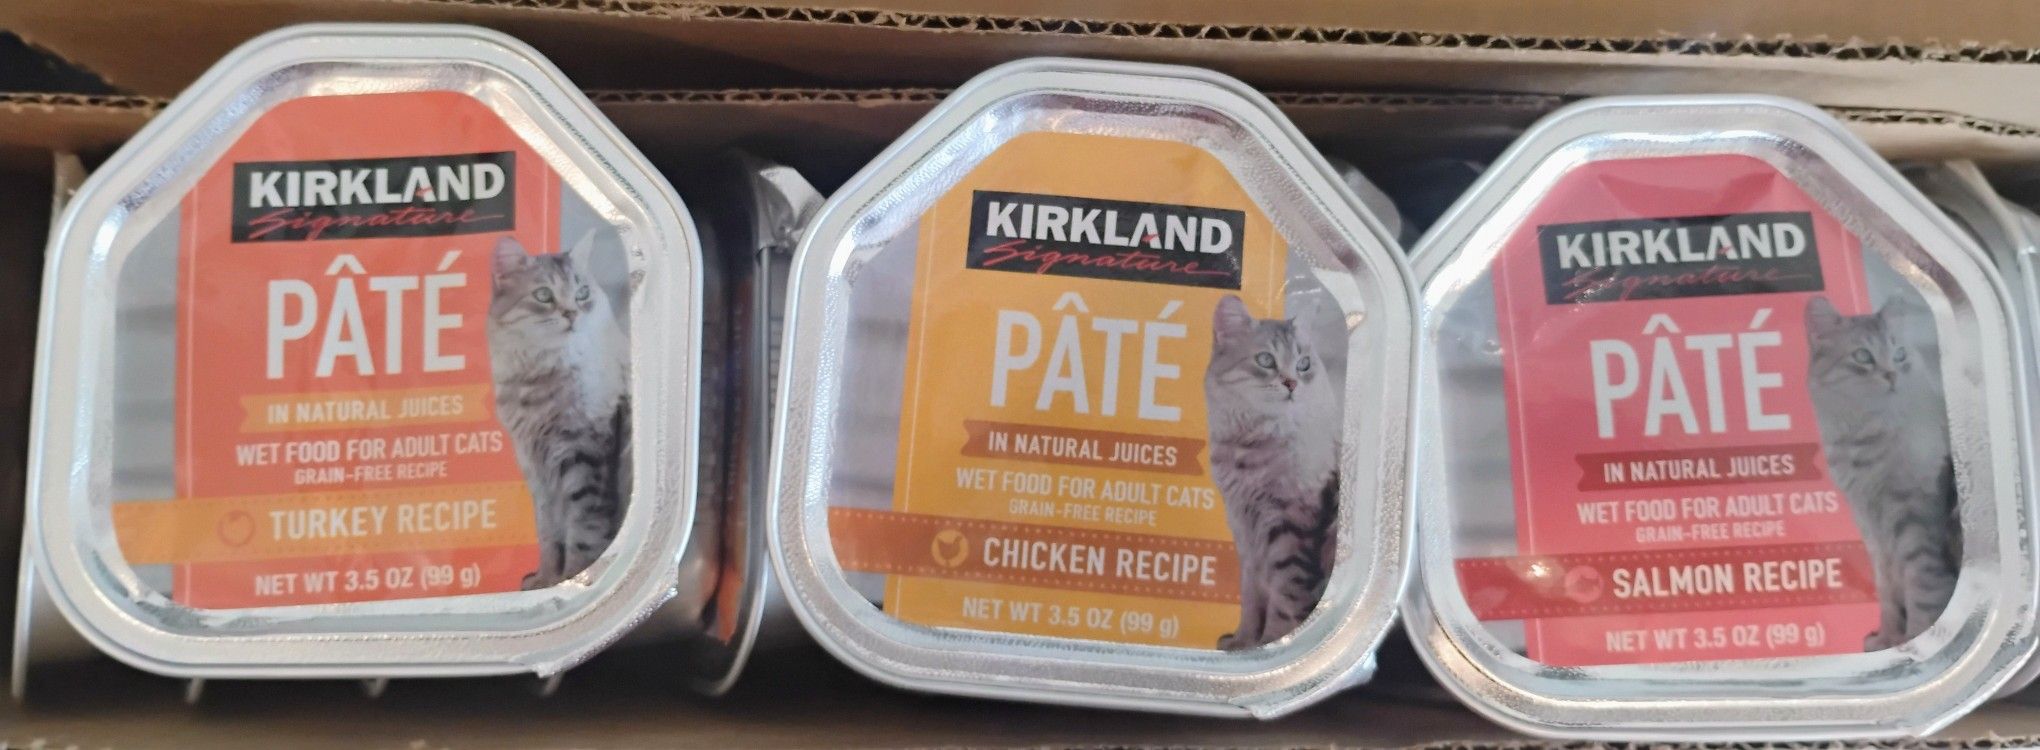 KIRKLAND
Signature
PÂTÉ
IN NATURAL JUICES
WET FOOD FOR ADULT CATS
GRAIN-FREE RECIPE
TURKEY RECIPE
NET WT 3.5 OZ (99 g)
KIRKLAND
Signature
PÂTÉ
IN NATURAL JUICES
WET FOOD FOR ADULT CATS
GRAIN-FREE RECIPE
CHICKEN RECIPE
NET WT 3.5 OZ (99 g)
KIRKLAND
Signature
PÂTÉ
IN NATURAL JUICES
WET FOOD FOR ADULT CATS
GRAIN-FREE RECIPE
SALMON RECIPE
NET WT 3.5 OZ (99 g)